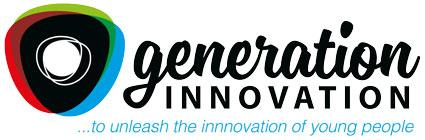 generation
INNOVATION
...to unleash the innnovation of young people